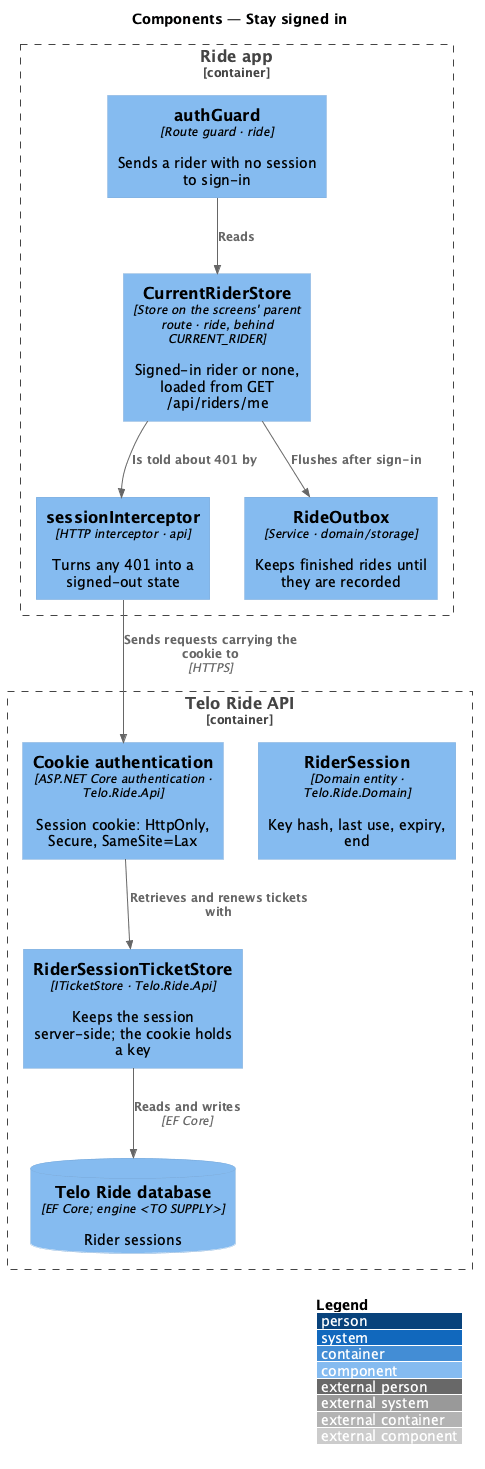 Components — Stay signed in
Ride app
[container]
authGuard
[Route guard · ride]
Sends a rider with no session
to sign-in
Reads
CurrentRiderStore
[Store on the screens' parent
route · ride, behind
CURRENT_RIDER]
Signed-in rider or none,
loaded from GET
/api/riders/me
Is told about 401 by
Flushes after sign-in
sessionInterceptor
[HTTP interceptor · api]
Turns any 401 into a
signed-out state
RideOutbox
[Service · domain/storage]
Keeps finished rides until
they are recorded
Sends requests carrying the
cookie to
[HTTPS]
Telo Ride API
[container]
Cookie authentication
[ASP.NET Core authentication ·
Telo.Ride.Api]
Session cookie: HttpOnly,
Secure, SameSite=Lax
RiderSession
[Domain entity ·
Telo.Ride.Domain]
Key hash, last use, expiry,
end
Retrieves and renews tickets
with
RiderSessionTicketStore
[ITicketStore · Telo.Ride.Api]
Keeps the session
server-side; the cookie holds
a key
Reads and writes
[EF Core]
Telo Ride database
[EF Core; engine <TO SUPPLY>]
Rider sessions
Legend
person
system
container
component
external person
external system
external container
external component